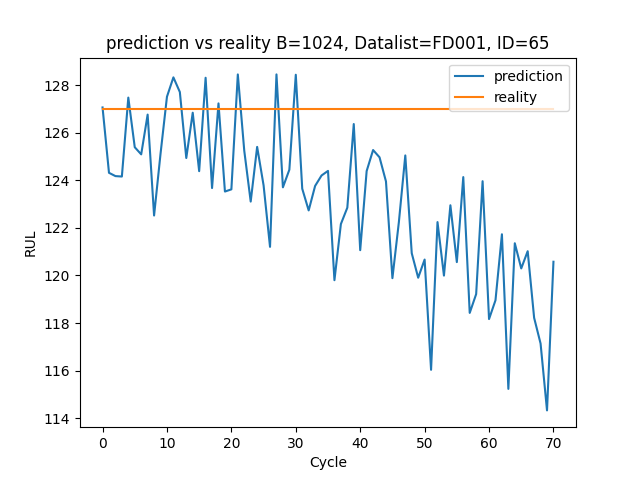 prediction vs reality B=1024, Datalist=FD001, ID=65
prediction
reality
128
126
124
122
120
118
116
114
RUL
0 10 20 30 40 50 60 70
Cycle